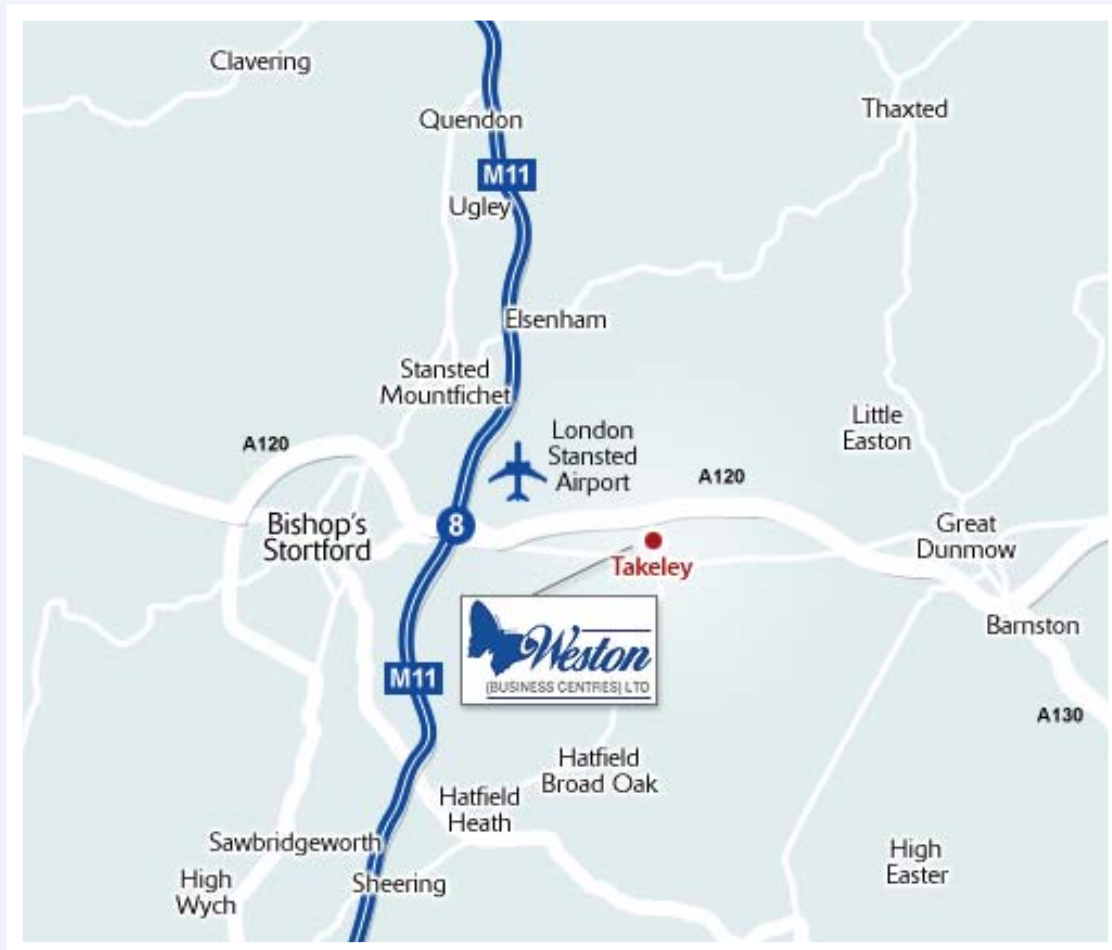 Clavering
Thaxted
Quendon
M11
Ugley
Elsenham
Stansted
Mountfichet
Little
Easton
London
Stansted
Airport
A120
A120
8
Bishop's
Stortford
Great
Dunmow
Takeley
Barnston
Weston
(BUSINESS CENTRES) LTD
M11
A130
Hatfield
Broad Oak
Hatfield
Heath
Sawbridgeworth
High
Easter
High
Wych
Sheering